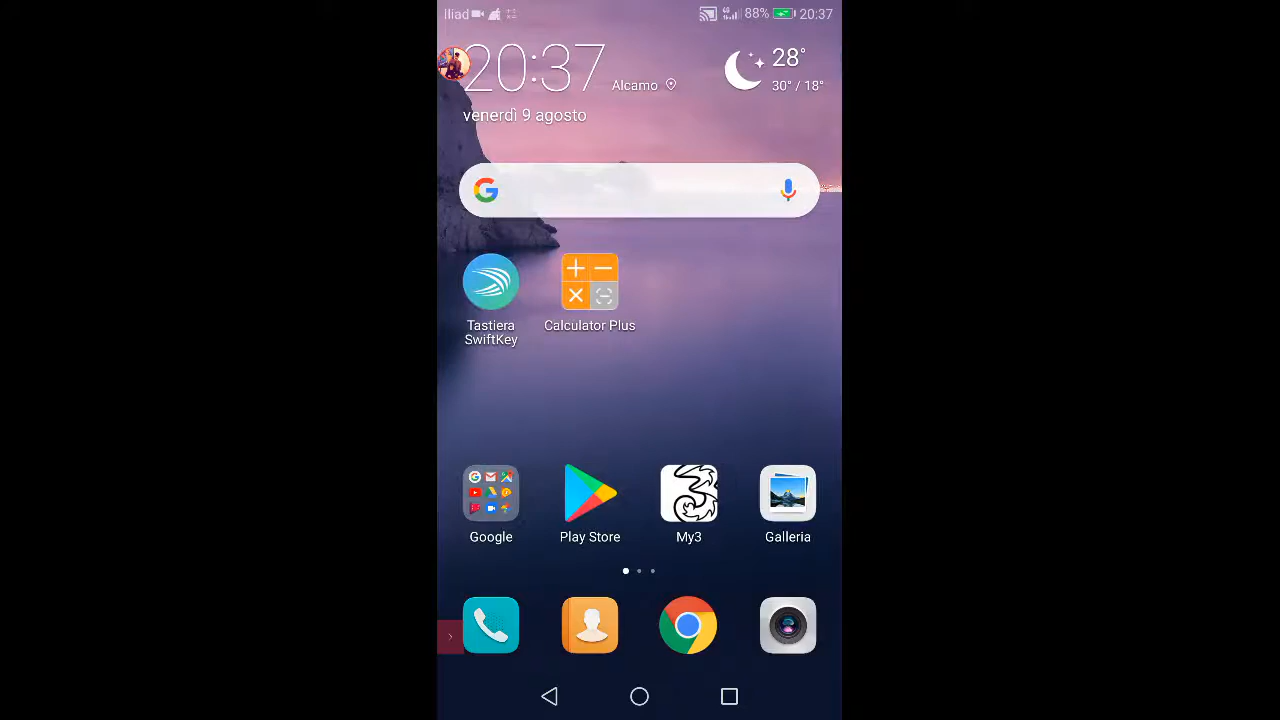 Iliad 4G 88% 20:37
20:37 Alcamo 28°
30° / 18°
venerdì 9 agosto
Tastiera
SwiftKey
Calculator Plus
Google
Play Store
My3
Galleria